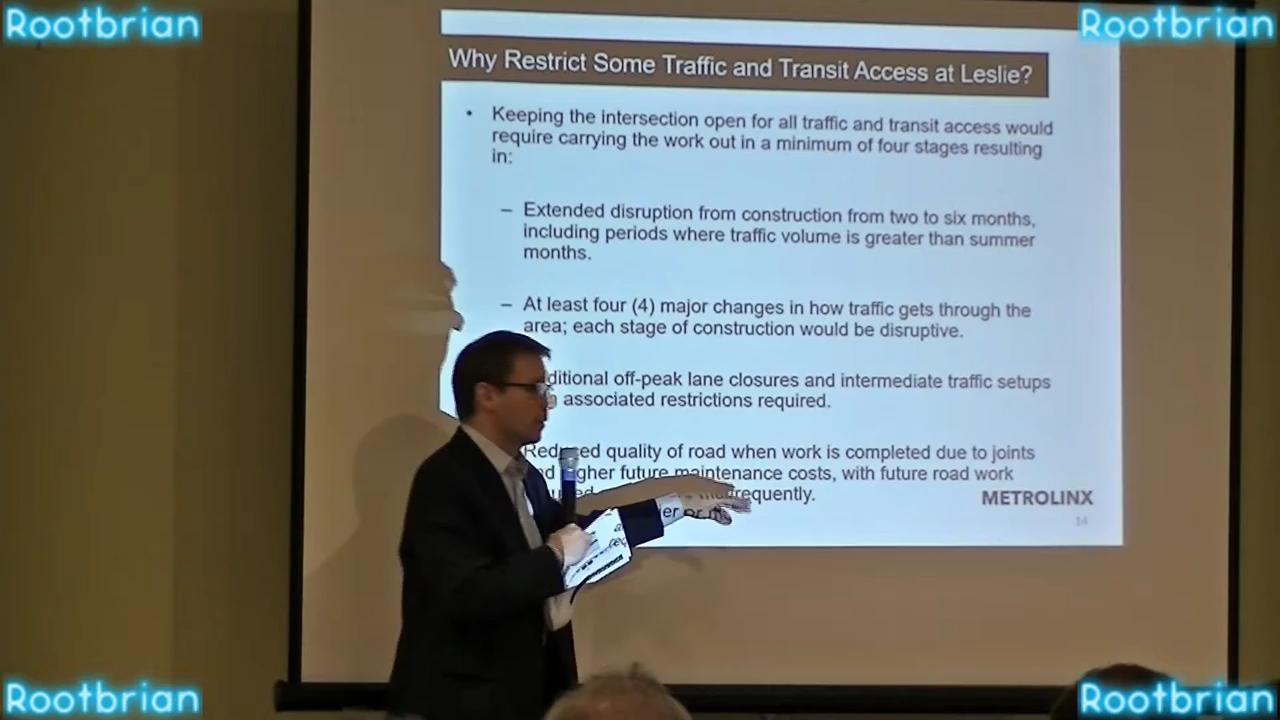 Rootbrian
Rootbrian
Why Restrict Some Traffic and Transit Access at Leslie?
• Keeping the intersection open for all traffic and transit access would
require carrying the work out in a minimum of four stages resulting
in:
– Extended disruption from construction from two to six months,
including periods where traffic volume is greater than summer
months.
– At least four (4) major changes in how traffic gets through the
area; each stage of construction would be disruptive.
ditional off-peak lane closures and intermediate traffic setups
associated restrictions required.
Reduced quality of road when work is completed due to joints
higher future maintenance costs, with future road work
frequently.
METROLINX
14
Rootbrian
Rootbrian